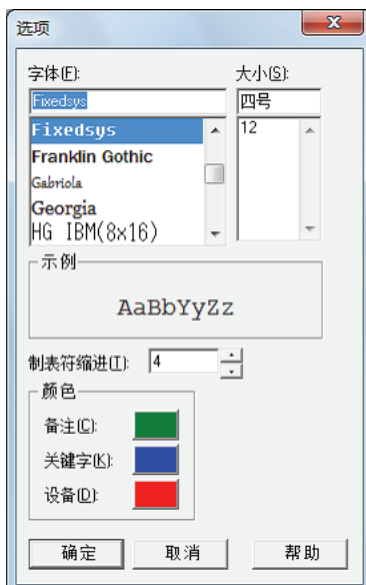 选项
字体(F): 大小(S):
Fixedsys 四号
Fixedsys 12
Franklin Gothic
Gabriola
Georgia
HG IBM(8x16)
示例
AaBbYyZz
制表符缩进(T): 4
颜色
备注(C):
关键字(K):
设备(D):
确定 取消 帮助